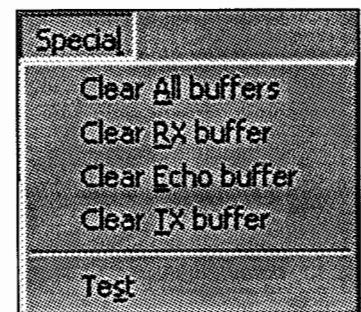 Special
Clear All buffers
Clear RX buffer
Clear Echo buffer
Clear TX buffer
Test